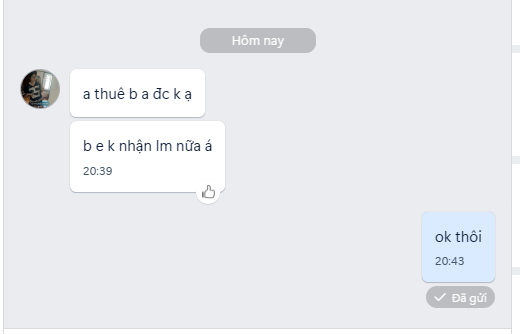 Hôm nay
a thuê b a đc k ạ
b e k nhận lm nữa á
20:39
ok thôi
20:43
Đã gửi